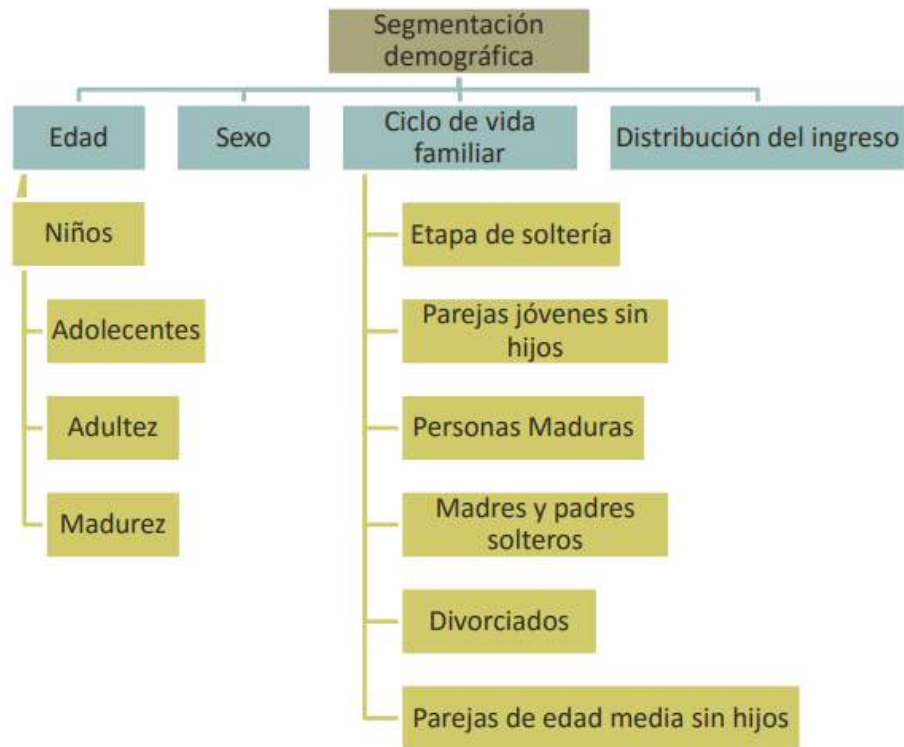 Segmentación
demográfica
Edad
Sexo
Ciclo de vida
familiar
Distribución del ingreso
Niños
Adolecentes
Adultez
Madurez
Etapa de soltería
Parejas jóvenes sin
hijos
Personas Maduras
Madres y padres
solteros
Divorciados
Parejas de edad media sin hijos